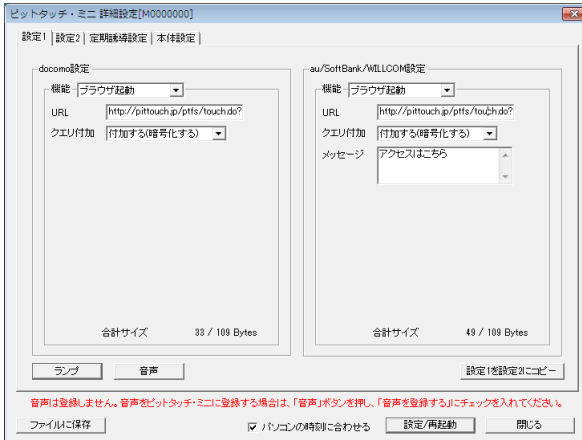 ピットタッチ・ミニ 詳細設定[M0000000]
設定1 設定2 定期誘導設定 本体設定
docomo設定
機能 ブラウザ起動
URL http://pittouch.jp/ptfs/touch.do?
クエリ付加 付加する(暗号化する)
合計サイズ 33 / 109 Bytes
au/SoftBank/WILLCOM設定
機能 ブラウザ起動
URL http://pittouch.jp/ptfs/touch.do?
クエリ付加 付加する(暗号化する)
メッセージ アクセスはこちら
合計サイズ 49 / 109 Bytes
ランプ 音声 設定1を設定2にコピー
音声は登録しません。音声をピットタッチ・ミニに登録する場合は、「音声」ボタンを押し、「音声を登録する」にチェックを入れてください。
ファイルに保存 パソコンの時刻に合わせる 設定/再起動 閉じる